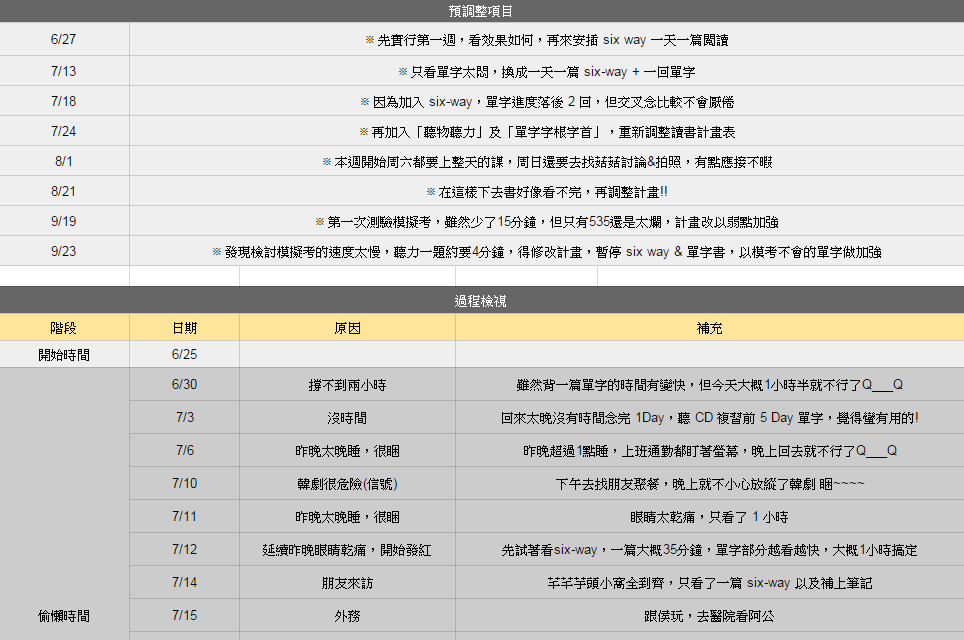 預調整項目
6/27 ※ 先實行第一週，看效果如何，再來安插 six way 一天一篇閱讀
7/13 ※ 只看單字太悶，換成一天一篇 six-way + 一回單字
7/18 ※ 因為加入 six-way，單字進度落後 2 回，但交叉念比較不會厭倦
7/24 ※ 再加入「聽物聽力」及「單字字根字首」，重新調整讀書計畫表
8/1 ※ 本週開始周六都要上整天的課，周日還要去找菇菇討論&拍照，有點應接不暇
8/21 ※ 在這樣下去書好像看不完，再調整計畫!!
9/19 ※ 第一次測驗模擬考，雖然少了15分鐘，但只有535還是太爛，計畫改以弱點加強
9/23 ※ 發現檢討模擬考的速度太慢，聽力一題約要4分鐘，得修改計畫，暫停 six way & 單字書，以模考不會的單字做加強
過程檢視
階段 日期 原因 補充
開始時間 6/25
6/30 撐不到兩小時 雖然背一篇單字的時間有變快，但今天大概1小時半就不行了Q___Q
7/3 沒時間 回來太晚沒有時間念完 1Day，聽 CD 複習前 5 Day 單字，覺得蠻有用的!
7/6 昨晚太晚睡，很睏 昨晚超過1點睡，上班通勤都盯著螢幕，晚上回去就不行了Q___Q
7/10 韓劇很危險(信號) 下午去找朋友聚餐，晚上就不小心放縱了韓劇 睏~~~~
7/11 昨晚太晚睡，很睏 眼睛太乾痛，只看了 1 小時
7/12 延續昨晚眼睛乾痛，開始發紅 先試著看six-way，一篇大概35分鐘，單字部分越看越快，大概1小時搞定
7/14 朋友來訪 芊芊芋頭小窩全到齊，只看了一篇 six-way 以及補上筆記
偷懶時間 7/15 外務 跟侯玩，去醫院看阿公